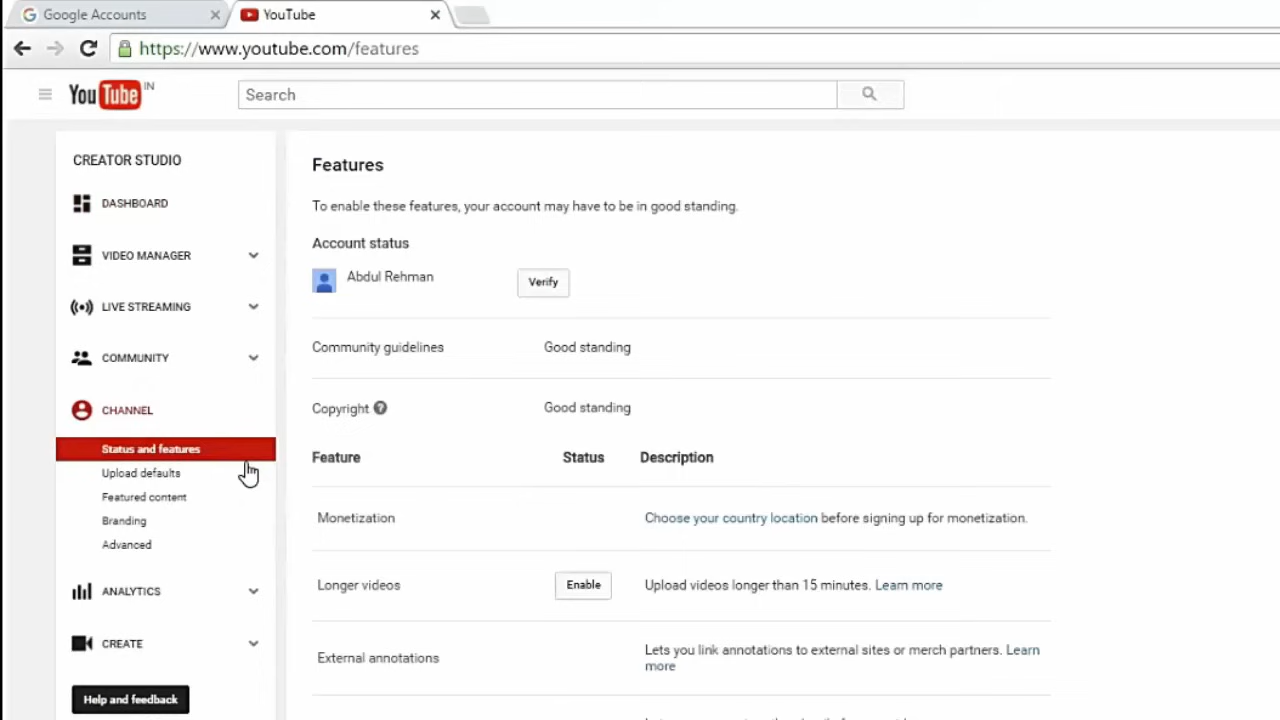 Google Accounts
YouTube
https://www.youtube.com/features
YouTube IN
Search
CREATOR STUDIO
DASHBOARD
VIDEO MANAGER
LIVE STREAMING
COMMUNITY
CHANNEL
Status and features
Upload defaults
Featured content
Branding
Advanced
ANALYTICS
CREATE
Help and feedback
Features
To enable these features, your account may have to be in good standing.
Account status
Abdul Rehman Verify
Community guidelines Good standing
Copyright ? Good standing
Feature Status Description
Monetization Choose your country location before signing up for monetization.
Longer videos Enable Upload videos longer than 15 minutes. Learn more
External annotations Lets you link annotations to external sites or merch partners. Learn
more